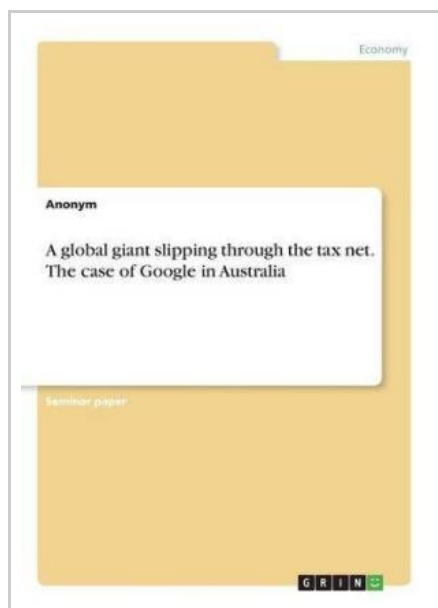 Economy
Anonym
A global giant slipping through the tax net.
The case of Google in Australia
Seminar paper
GRIN